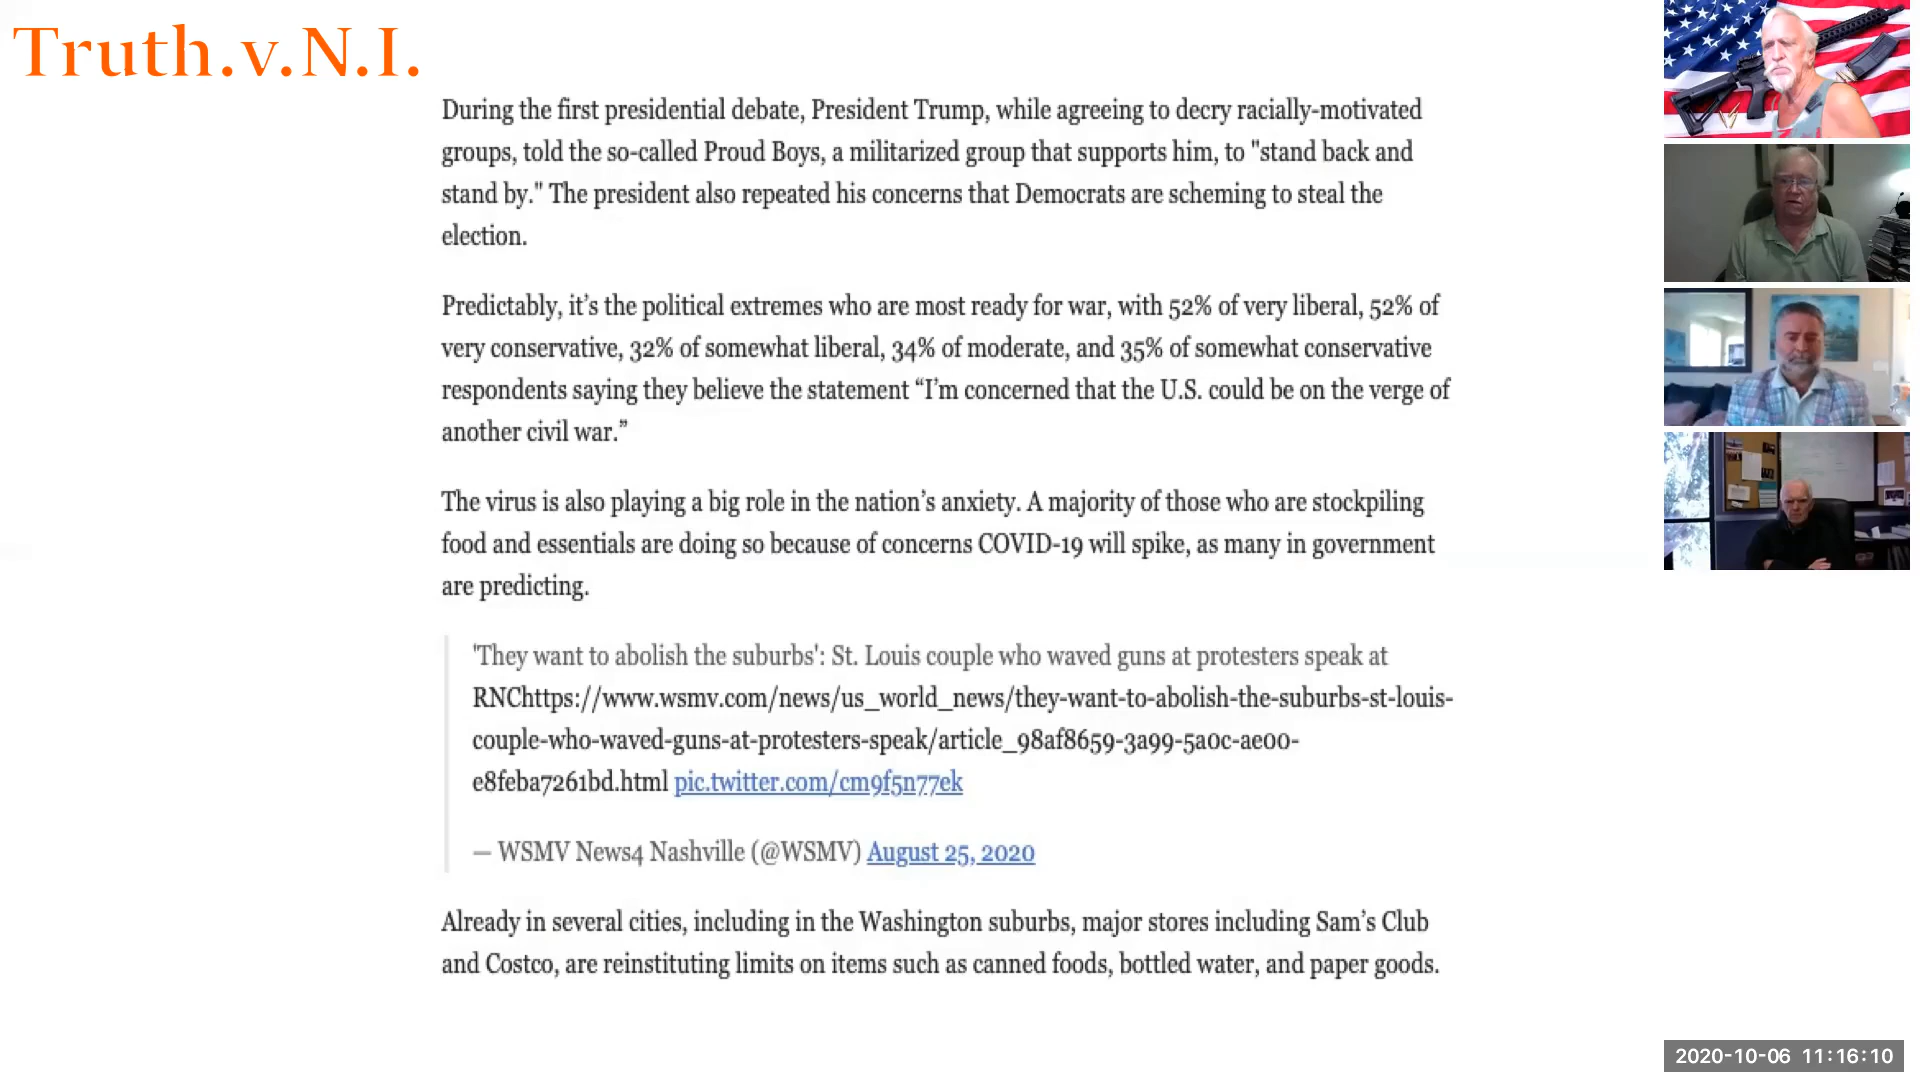 Truth.v.N.I.
During the first presidential debate, President Trump, while agreeing to decry racially-motivated
groups, told the so-called Proud Boys, a militarized group that supports him, to "stand back and
stand by." The president also repeated his concerns that Democrats are scheming to steal the
election.
Predictably, it’s the political extremes who are most ready for war, with 52% of very liberal, 52% of
very conservative, 32% of somewhat liberal, 34% of moderate, and 35% of somewhat conservative
respondents saying they believe the statement “I’m concerned that the U.S. could be on the verge of
another civil war.”
The virus is also playing a big role in the nation’s anxiety. A majority of those who are stockpiling
food and essentials are doing so because of concerns COVID-19 will spike, as many in government
are predicting.
'They want to abolish the suburbs': St. Louis couple who waved guns at protesters speak at
RNChttps://www.wsmv.com/news/us_world_news/they-want-to-abolish-the-suburbs-st-louis-
couple-who-waved-guns-at-protesters-speak/article_98af8659-3a99-5a0c-ae00-
e8feba7261bd.html pic.twitter.com/cm9f5n77ek
— WSMV News4 Nashville (@WSMV) August 25, 2020
Already in several cities, including in the Washington suburbs, major stores including Sam’s Club
and Costco, are reinstituting limits on items such as canned foods, bottled water, and paper goods.
2020-10-06 11:16:10